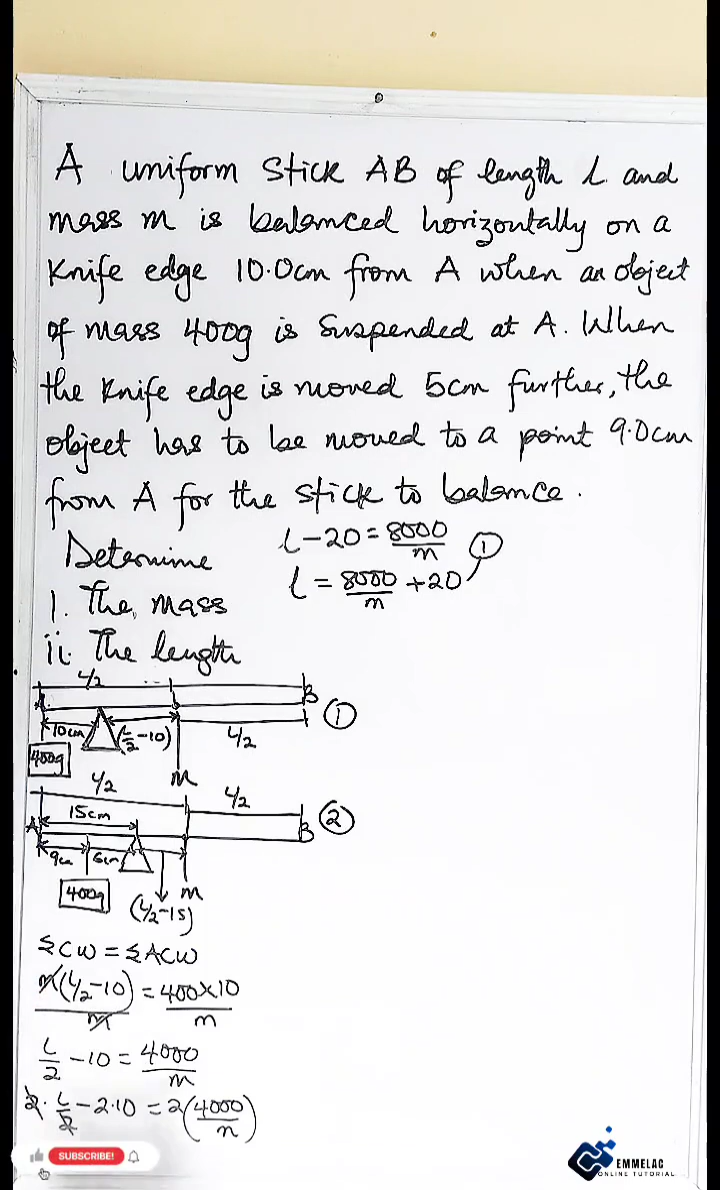 A uniform stick AB of length L and
mass m is balanced horizontally on a
Knife edge 10.0cm from A when an object
of mass 400g is suspended at A. When
the Knife edge is moved 5cm further, the
object has to be moved to a point 9.0cm
from A for the stick to balance.
Determine
i. The mass
ii. The length
L-20 = 8000/m
L = 8000/m +20 ①
L/2
B ①
10cm (L/2-10) L/2
400g
m
L/2 L/2
15cm
A B ②
9cm 6cm
400g m
(L/2-15)
ΣCW = ΣACW
m(L/2-10)/m = 400×10/m
L/2 -10 = 4000/m
2·L/2 -2·10 = 2(4000/m)
SUBSCRIBE!
EMMELAC
ONLINE TUTORIAL